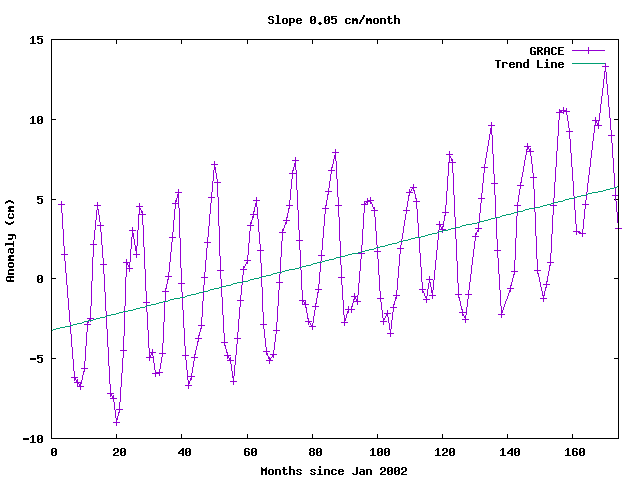 Slope 0.05 cm/month
GRACE
Trend Line
15
10
5
0
-5
-10
Anomaly (cm)
0 20 40 60 80 100 120 140 160
Months since Jan 2002